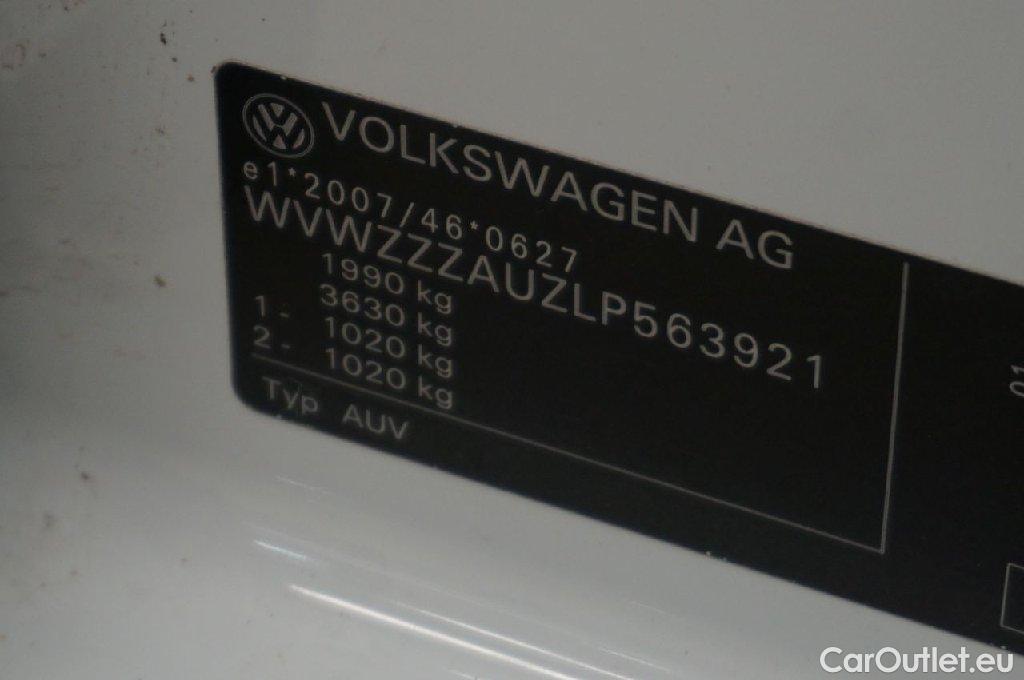 VOLKSWAGEN AG
e1*2007/46*0627
WVWZZZAUZLP563921
1990 kg
3630 kg
1- 1020 kg
2- 1020 kg
Typ AUV
01
CarOutlet.eu